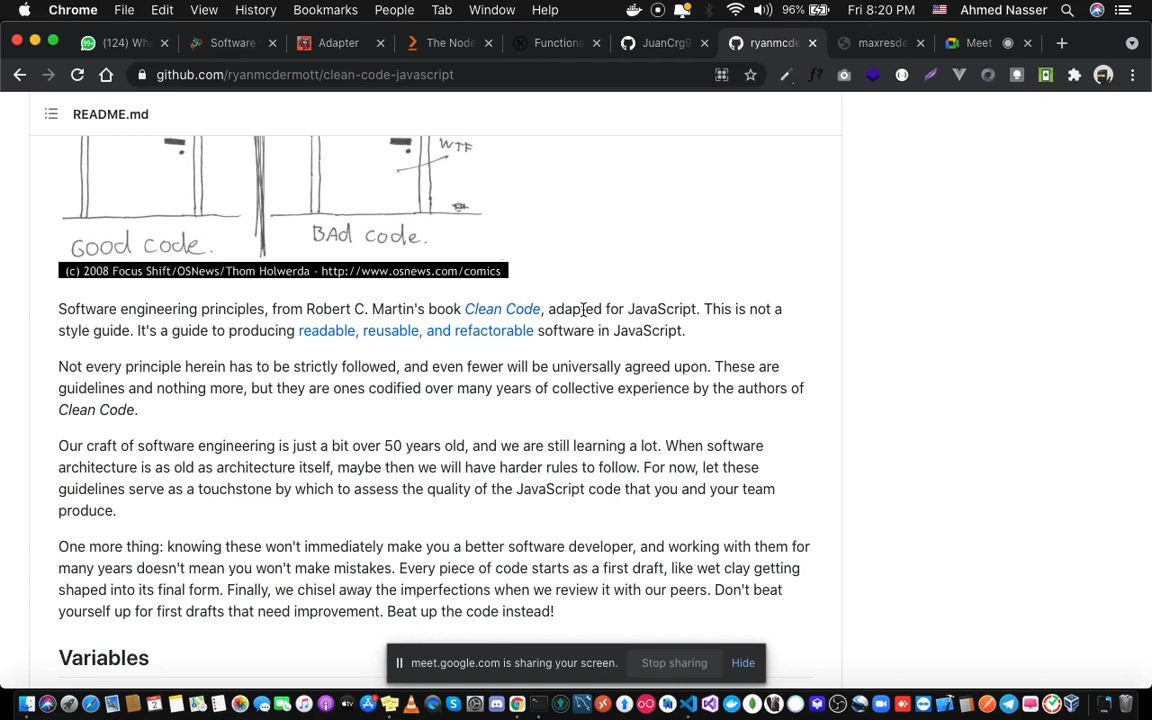 Chrome File Edit View History Bookmarks People Tab Window Help 96% Fri 8:20 PM Ahmed Nasser
(124) Wh Software Adapter The Node Functiona JuanCrg9 ryanmcde maxresde Meet
github.com/ryanmcdermott/clean-code-javascript
README.md
WTF
GOOD code. BAD code.
(c) 2008 Focus Shift/OSNews/Thom Holwerda - http://www.osnews.com/comics
Software engineering principles, from Robert C. Martin's book Clean Code, adapted for JavaScript. This is not a
style guide. It's a guide to producing readable, reusable, and refactorable software in JavaScript.
Not every principle herein has to be strictly followed, and even fewer will be universally agreed upon. These are
guidelines and nothing more, but they are ones codified over many years of collective experience by the authors of
Clean Code.
Our craft of software engineering is just a bit over 50 years old, and we are still learning a lot. When software
architecture is as old as architecture itself, maybe then we will have harder rules to follow. For now, let these
guidelines serve as a touchstone by which to assess the quality of the JavaScript code that you and your team
produce.
One more thing: knowing these won't immediately make you a better software developer, and working with them for
many years doesn't mean you won't make mistakes. Every piece of code starts as a first draft, like wet clay getting
shaped into its final form. Finally, we chisel away the imperfections when we review it with our peers. Don't beat
yourself up for first drafts that need improvement. Beat up the code instead!
Variables
meet.google.com is sharing your screen. Stop sharing Hide